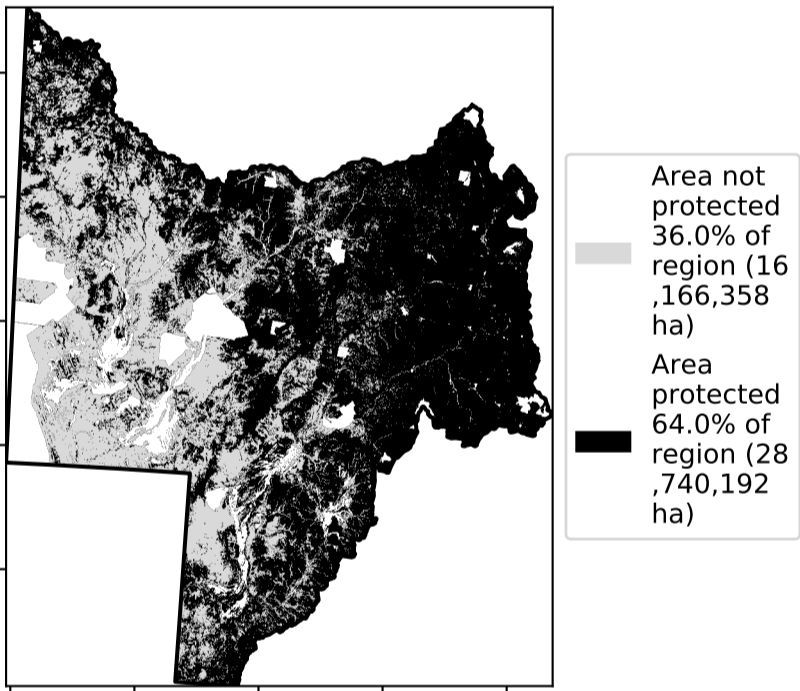 Area not
protected
36.0% of
region (16
,166,358
ha)
Area
protected
64.0% of
region (28
,740,192
ha)